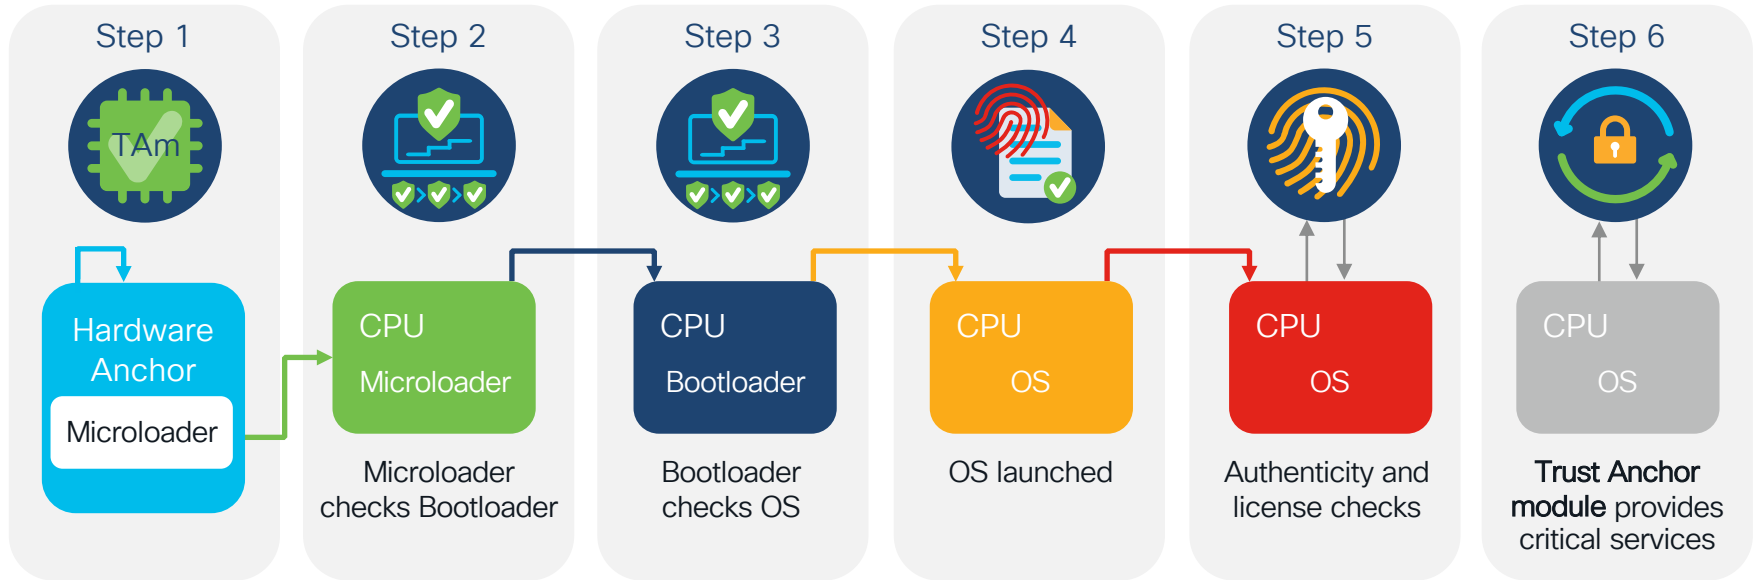 Step 1
TAm
Hardware
Anchor
Microloader
Step 2
CPU
Microloader
Microloader
checks Bootloader
Step 3
CPU
Bootloader
Bootloader
checks OS
Step 4
CPU
OS
OS launched
Step 5
CPU
OS
Authenticity and
license checks
Step 6
CPU
OS
Trust Anchor
module provides
critical services